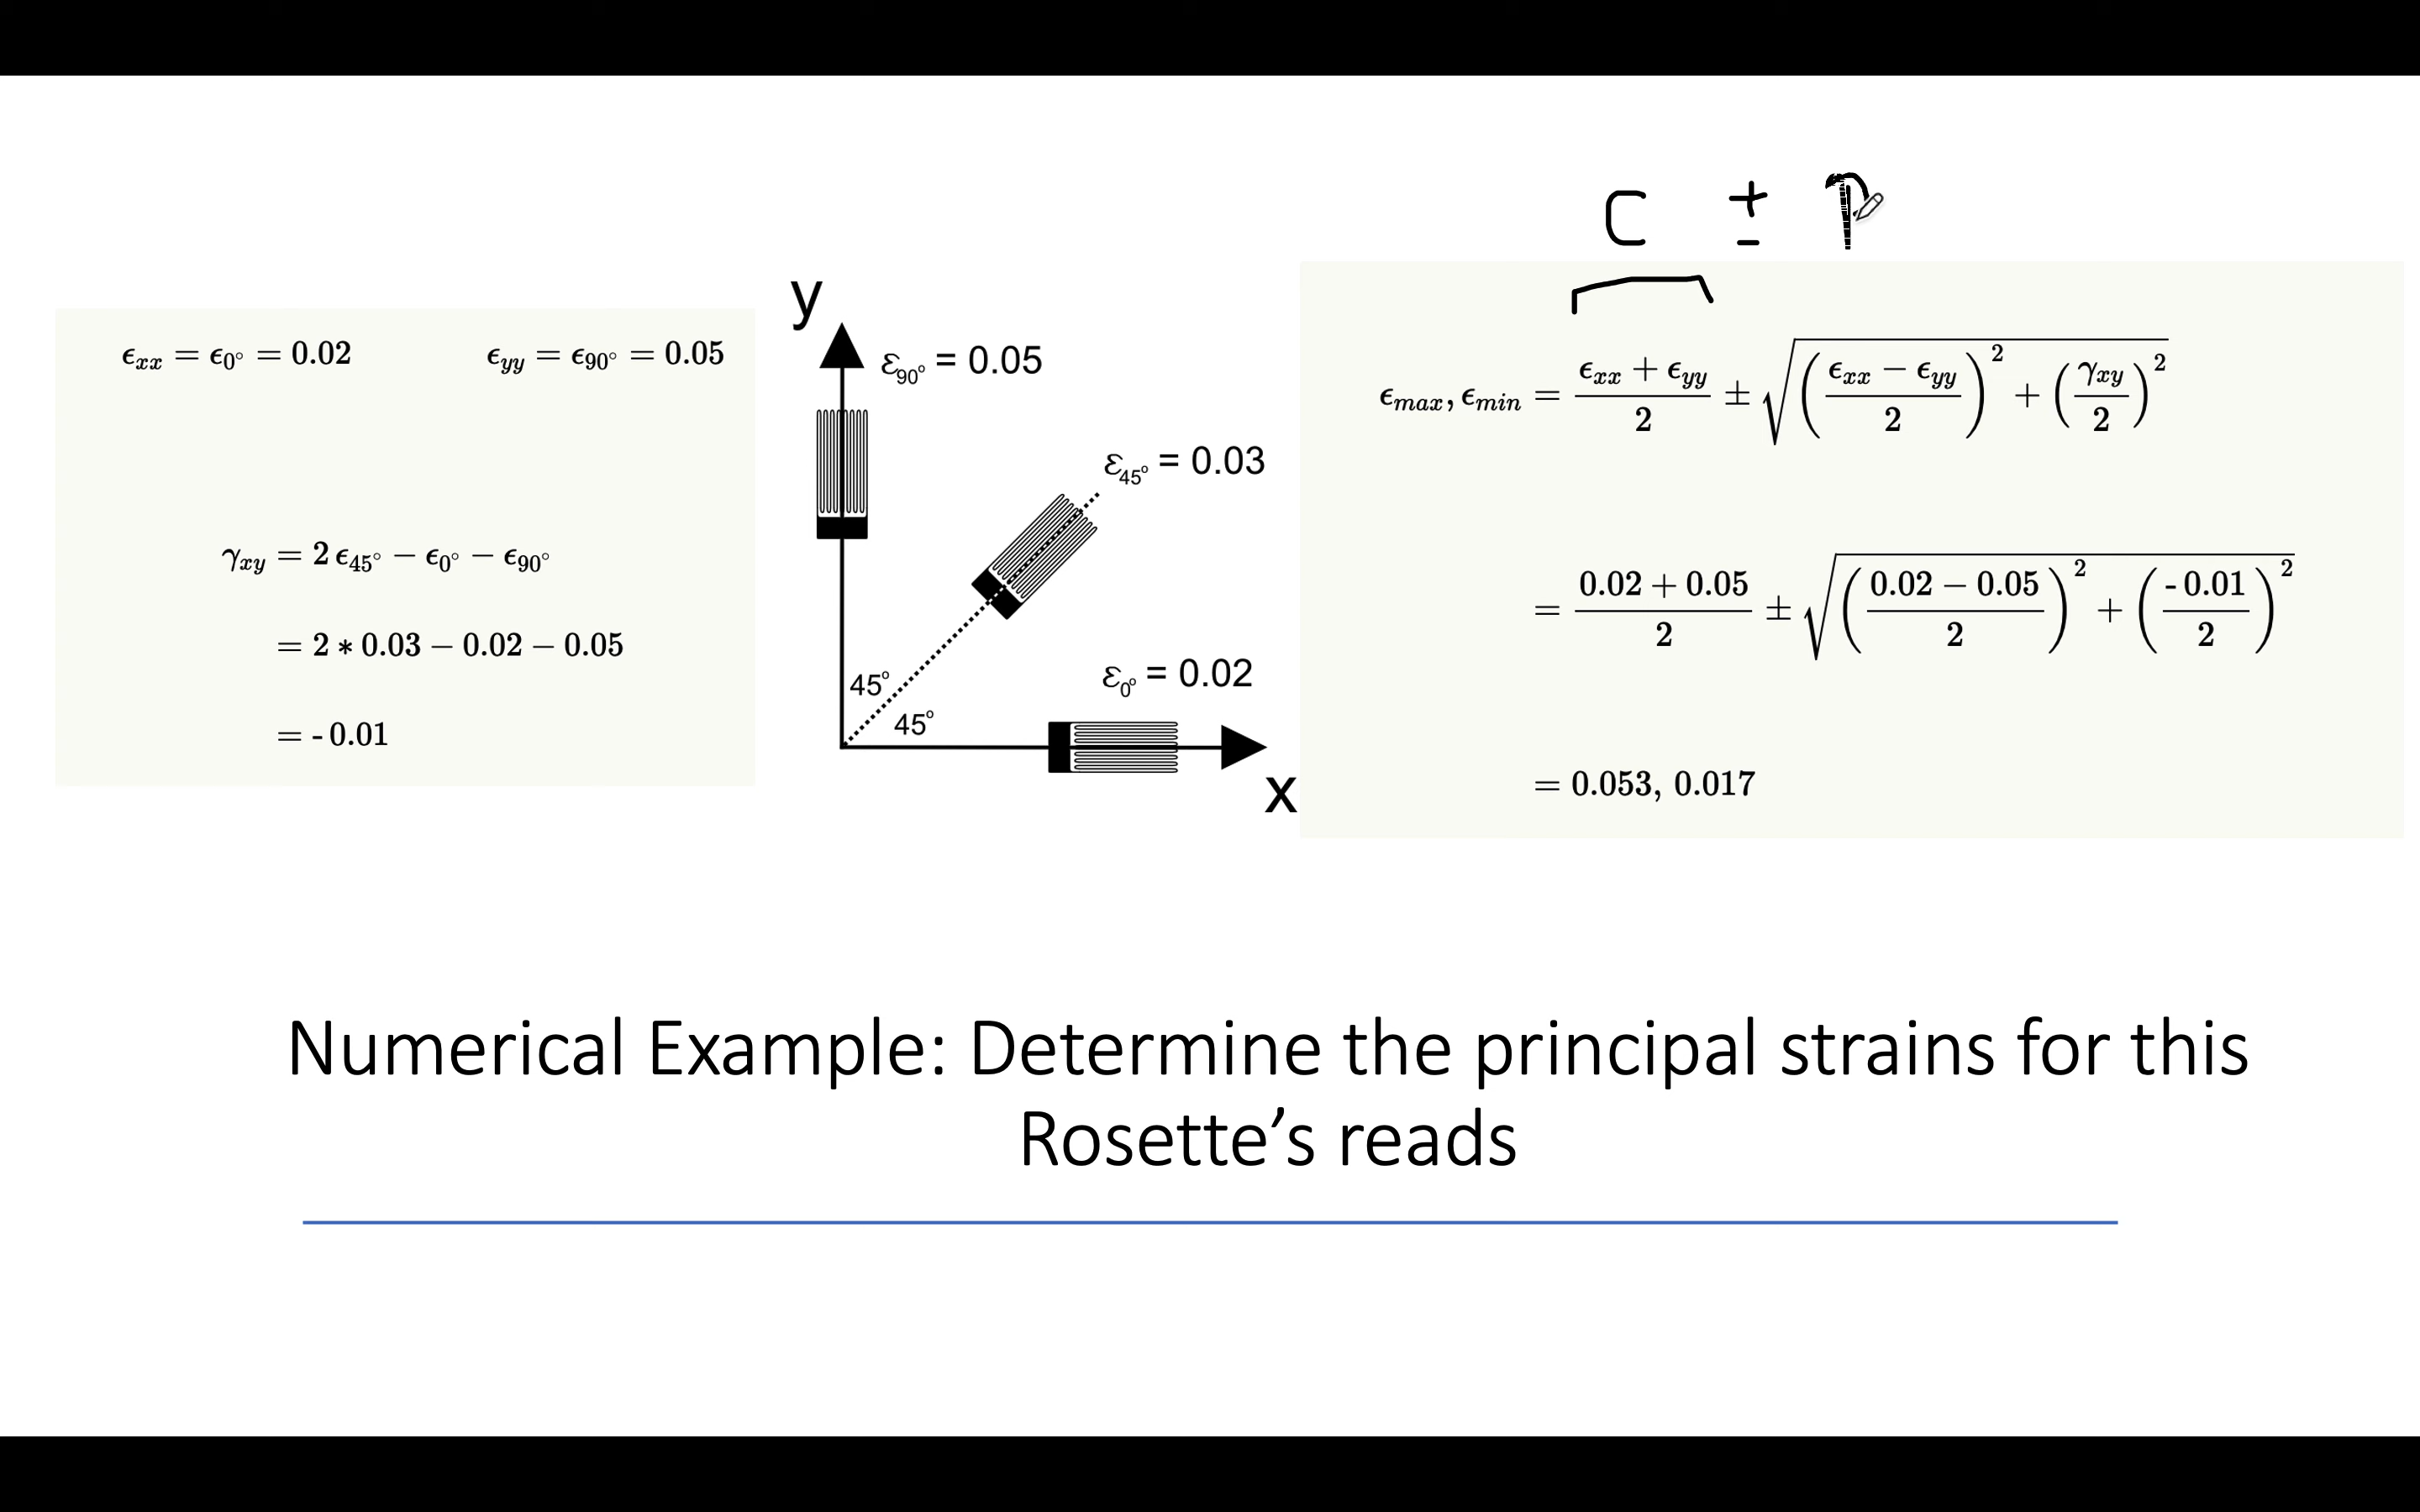 C ±
ϵxx = ϵ0° = 0.02 ϵyy = ϵ90° = 0.05
γxy = 2 ϵ45° − ϵ0° − ϵ90°
= 2 ∗ 0.03 − 0.02 − 0.05
= - 0.01
y
ε90° = 0.05
ε45° = 0.03
ε0° = 0.02
45°
45°
x
ϵmax, ϵmin = (ϵxx + ϵyy)/2 ± √((ϵxx − ϵyy)/2)² + (γxy/2)²
= (0.02 + 0.05)/2 ± √((0.02 − 0.05)/2)² + (- 0.01/2)²
= 0.053, 0.017
Numerical Example: Determine the principal strains for this
Rosette’s reads